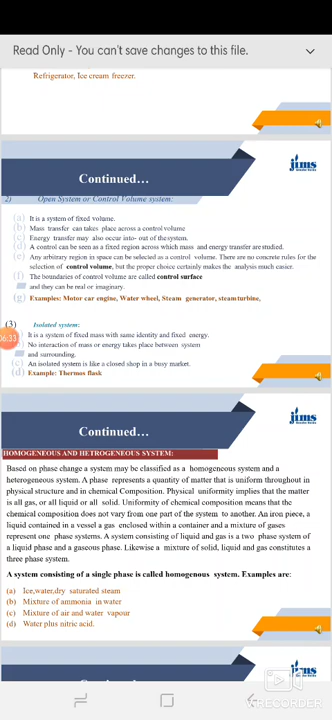 Read Only - You can't save changes to this file.
Refrigerator, Ice cream freezer.
jims
Continued…
2) Open System or Control Volume system:
(a) It is a system of fixed volume.
(b) Mass transfer can takes place across a control volume
(c) Energy transfer may also occur into- out of the system.
(d) A control can be seen as a fixed region across which mass and energy transfer are studied.
(e) Any arbitrary region in space can be selected as a control volume. There are no concrete rules for the
selection of control volume, but the proper choice certainly makes the analysis much easier.
(f) The boundaries of control volume are called control surface
and they can be real or imaginary.
(g) Examples: Motor car engine, Water wheel, Steam generator, steam turbine,
(3) Isolated system:
It is a system of fixed mass with same identity and fixed energy.
06:33
No interaction of mass or energy takes place between system
and surrounding.
(c) An isolated system is like a closed shop in a busy market.
(d) Example: Thermos flask
jims
Continued…
HOMOGENEOUS AND HETROGENEOUS SYSTEM:
Based on phase change a system may be classified as a homogeneous system and a
heterogeneous system. A phase represents a quantity of matter that is uniform throughout in
physical structure and in chemical Composition. Physical uniformity implies that the matter
is all gas, or all liquid or all solid. Uniformity of chemical composition means that the
chemical composition does not vary from one part of the system to another. An iron piece, a
liquid contained in a vessel a gas enclosed within a container and a mixture of gases
represent one phase systems. A system consisting of liquid and gas is a two phase system of
a liquid phase and a gaseous phase. Likewise a mixture of solid, liquid and gas constitutes a
three phase system.
A system consisting of a single phase is called homogenous system. Examples are:
(a) Ice,water,dry saturated steam
(b) Mixture of ammonia in water
(c) Mixture of air and water vapour
(d) Water plus nitric acid.
jims
VRECORDER